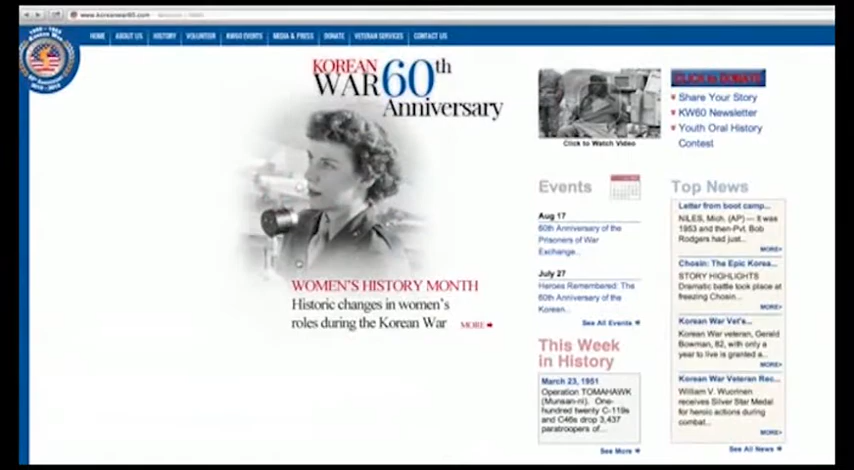 www.koreanwar60.com
HOME ABOUT US HISTORY VOLUNTEER KW60 EVENTS MEDIA & PRESS DONATE VETERAN SERVICES CONTACT US
KOREAN
WAR 60th
Anniversary
WOMEN'S HISTORY MONTH
Historic changes in women's
roles during the Korean War MORE
Click to Watch Video
CLICK to DONATE
Share Your Story
KW60 Newsletter
Youth Oral History
Contest
Events
Aug 17
60th Anniversary of the
Prisoners of War
Exchange...
July 27
Heroes Remembered: The
60th Anniversary of the
Korean...
See All Events
This Week
in History
March 23, 1951
Operation TOMAHAWK
(Munsan-ni). One-
hundred twenty C-119s
and C46s drop 3,437
paratroopers of...
See More
Top News
Letter from boot camp...
NILES, Mich. (AP) — It was
1953 and then-Pvt. Bob
Rodgers had just...
MORE>
Chosin: The Epic Korea...
STORY HIGHLIGHTS
Dramatic battle took place at
freezing Chosin...
MORE>
Korean War Vet's...
Korean War veteran, Gerald
Bowman, 82, with only a
year to live is granted a...
MORE>
Korean War Veteran Rec...
William V. Wuorinen
receives Silver Star Medal
for heroic actions during
combat...
MORE>
See All News